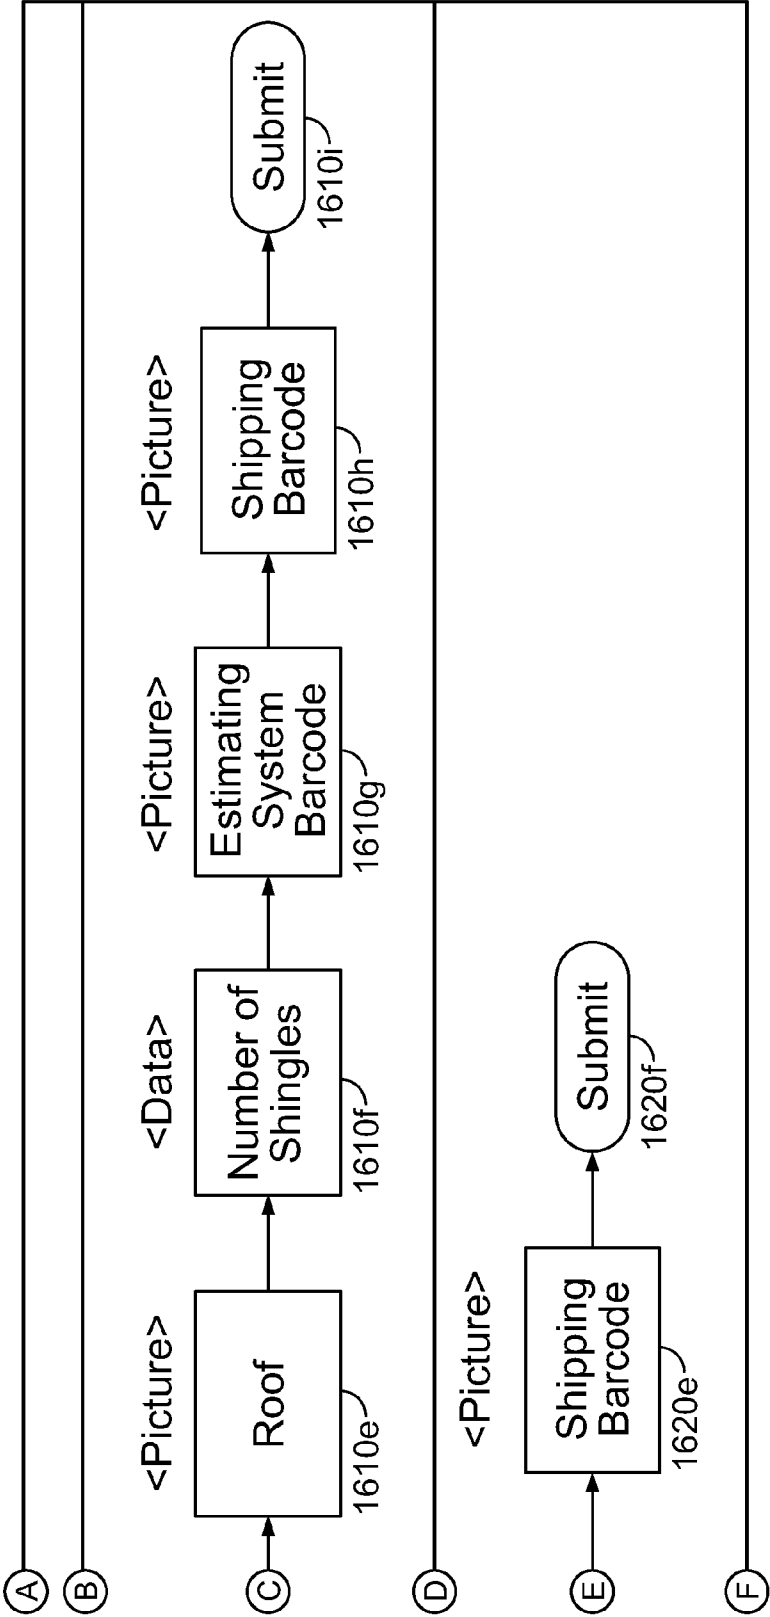 A
B
C
<Picture>
Roof
1610e
<Data>
Number of
Shingles
1610f
<Picture>
Estimating
System
Barcode
1610g
<Picture>
Shipping
Barcode
1610h
Submit
1610i
D
E
<Picture>
Shipping
Barcode
1620e
Submit
1620f
F